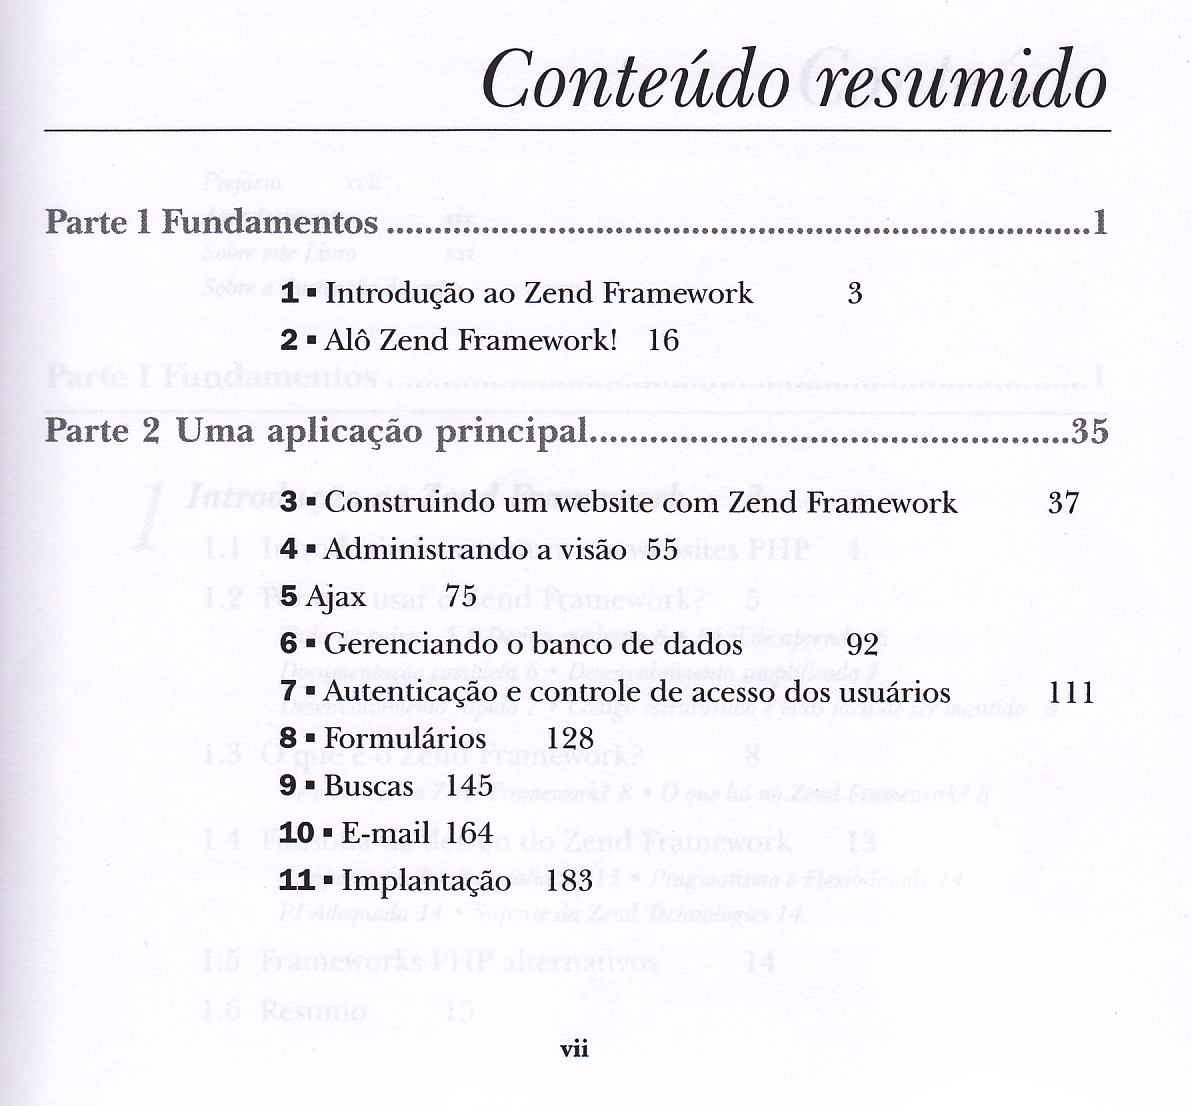 Conteúdo resumido
Parte 1 Fundamentos ........................................................................1
1 ▪ Introdução ao Zend Framework 3
2 ▪ Alô Zend Framework! 16
Parte 2 Uma aplicação principal.................................................35
3 ▪ Construindo um website com Zend Framework 37
4 ▪ Administrando a visão 55
5 Ajax 75
6 ▪ Gerenciando o banco de dados 92
7 ▪ Autenticação e controle de acesso dos usuários 111
8 ▪ Formulários 128
9 ▪ Buscas 145
10 ▪ E-mail 164
11 ▪ Implantação 183
vii